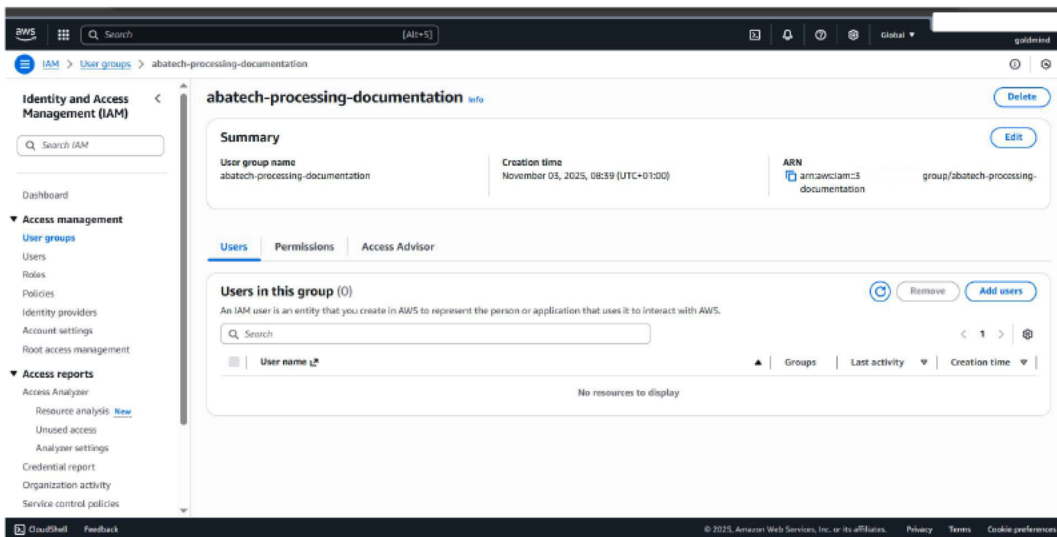 aws
Search [Alt+S]
Global ▼
goldmind
IAM > User groups > abatech-processing-documentation
Identity and Access Management (IAM)
Search IAM
Dashboard
Access management
User groups
Users
Roles
Policies
Identity providers
Account settings
Root access management
Access reports
Access Analyzer
Resource analysis New
Unused access
Analyzer settings
Credential report
Organization activity
Service control policies
abatech-processing-documentation Info
Delete
Summary
Edit
User group name
abatech-processing-documentation
Creation time
November 03, 2025, 08:39 (UTC+01:00)
ARN
arn:aws:iam::3 group/abatech-processing-
documentation
Users Permissions Access Advisor
Users in this group (0)
Remove Add users
An IAM user is an entity that you create in AWS to represent the person or application that uses it to interact with AWS.
Search
< 1 >
User name Groups Last activity Creation time
No resources to display
CloudShell Feedback
© 2025, Amazon Web Services, Inc. or its affiliates. Privacy Terms Cookie preferences